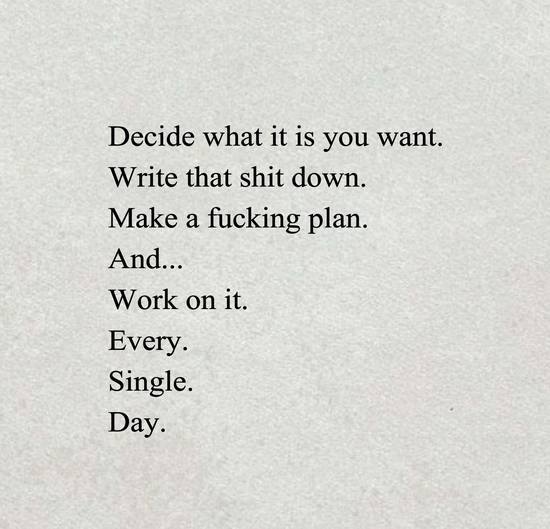 Decide what it is you want.
Write that shit down.
Make a fucking plan.
And...
Work on it.
Every.
Single.
Day.